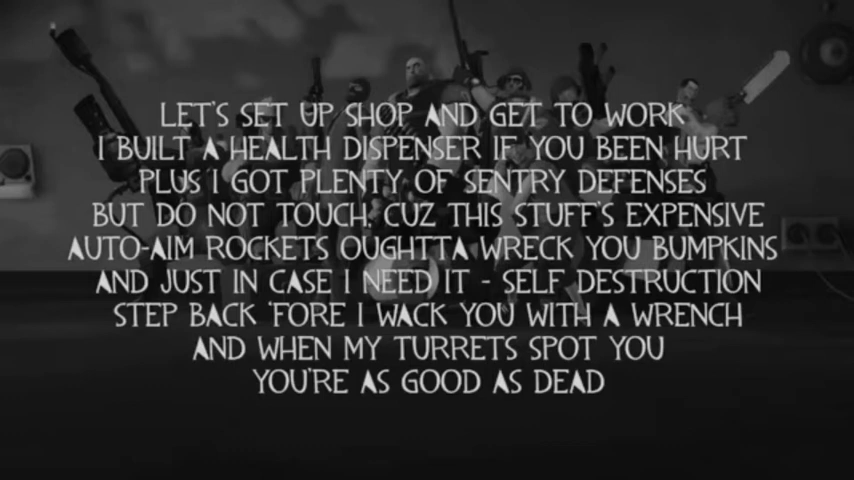 LET'S SET UP SHOP AND GET TO WORK
I BUILT A HEALTH DISPENSER IF YOU BEEN HURT
PLUS I GOT PLENTY OF SENTRY DEFENSES
BUT DO NOT TOUCH, CUZ THIS STUFF'S EXPENSIVE
AUTO-AIM ROCKETS OUGHTTA WRECK YOU BUMPKINS
AND JUST IN CASE I NEED IT - SELF DESTRUCTION
STEP BACK 'FORE I WACK YOU WITH A WRENCH
AND WHEN MY TURRETS SPOT YOU
YOU'RE AS GOOD AS DEAD